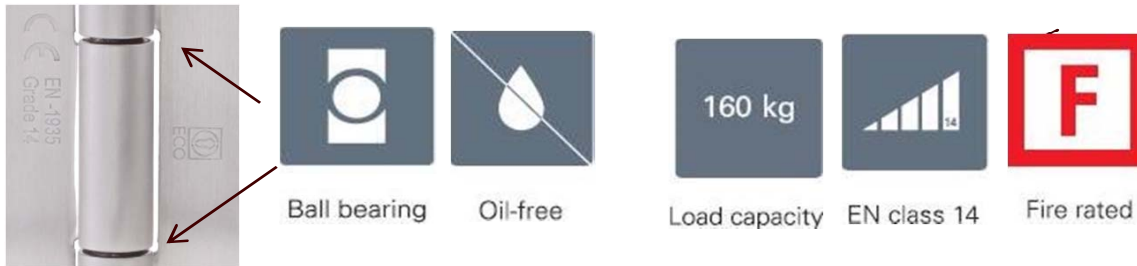 CE
EN -1935
Grade 14
ECO
Ball bearing
Oil-free
160 kg
Load capacity
14
EN class 14
F
Fire rated